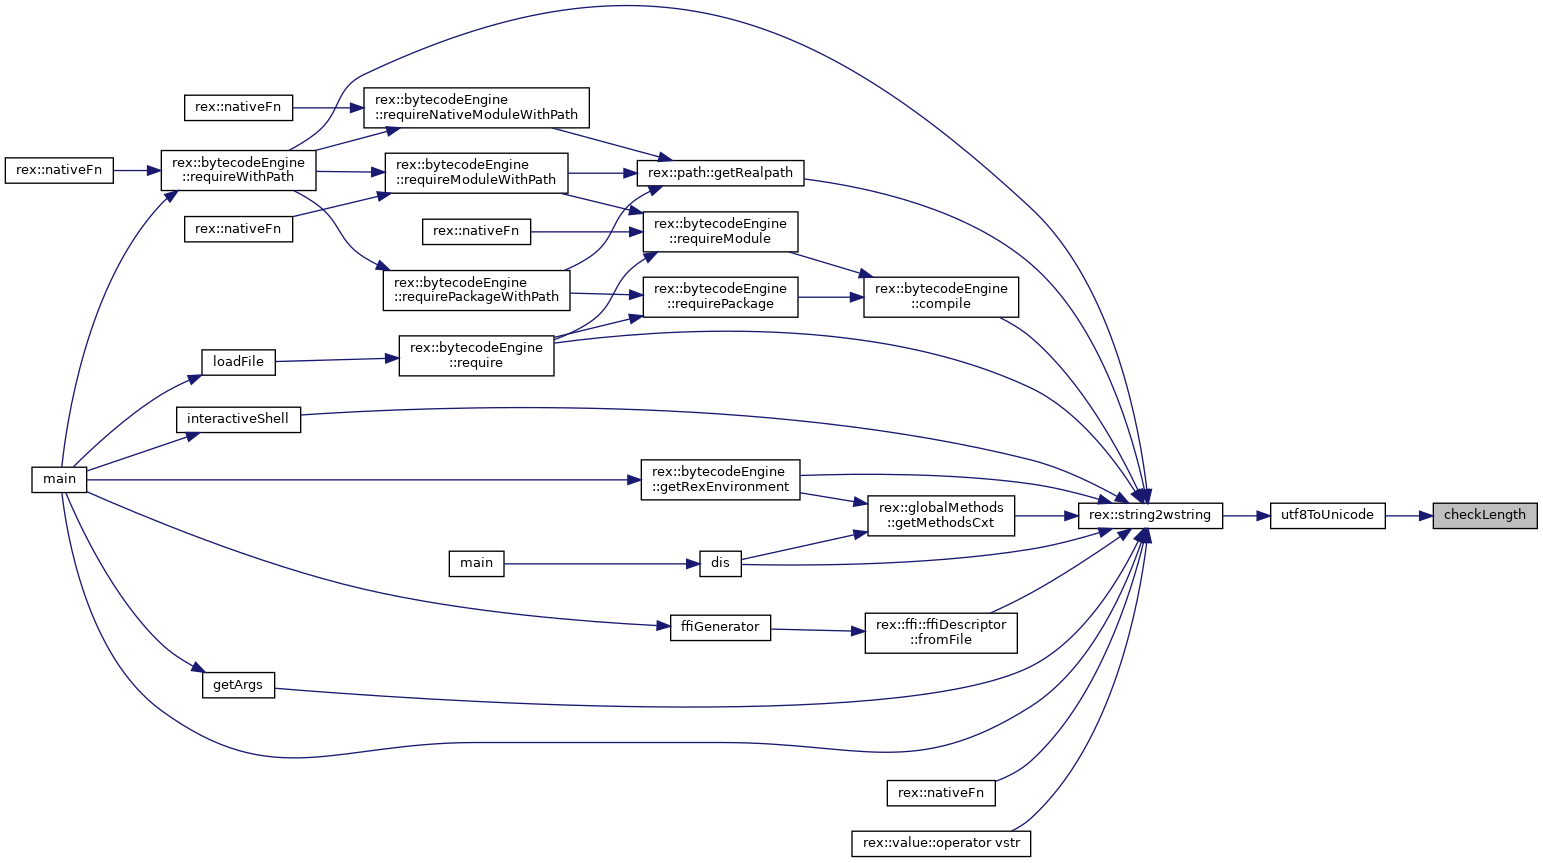 rex::nativeFn
rex::bytecodeEngine
::requireNativeModuleWithPath
rex::nativeFn
rex::bytecodeEngine
::requireWithPath
rex::bytecodeEngine
::requireModuleWithPath
rex::path::getRealpath
rex::nativeFn
rex::nativeFn
rex::bytecodeEngine
::requireModule
rex::bytecodeEngine
::requirePackageWithPath
rex::bytecodeEngine
::requirePackage
rex::bytecodeEngine
::compile
loadFile
rex::bytecodeEngine
::require
interactiveShell
main
rex::bytecodeEngine
::getRexEnvironment
rex::globalMethods
::getMethodsCxt
rex::string2wstring
utf8ToUnicode
checkLength
main
dis
ffiGenerator
rex::ffi::ffiDescriptor
::fromFile
getArgs
rex::nativeFn
rex::value::operator vstr